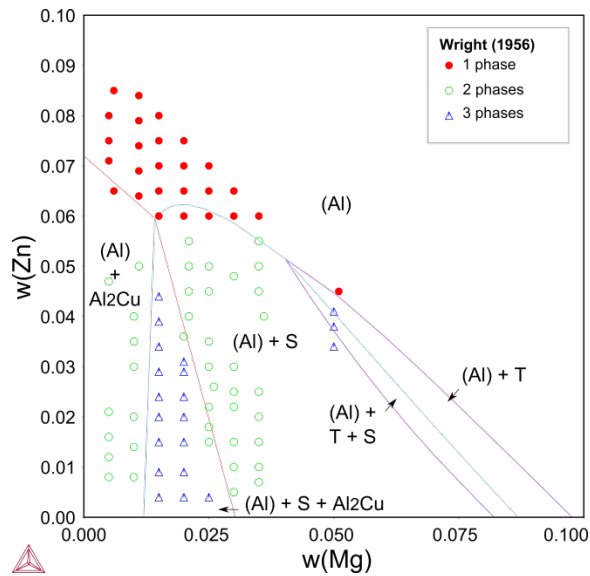 0.10
0.09
0.08
0.07
0.06
0.05
0.04
0.03
0.02
0.01
0.00
w(Zn)
Wright (1956)
1 phase
2 phases
3 phases
(Al)
(Al)
+
Al2Cu
(Al) + S
(Al) + T
(Al) +
T + S
(Al) + S + Al2Cu
0.000
0.025
0.050
0.075
0.100
w(Mg)